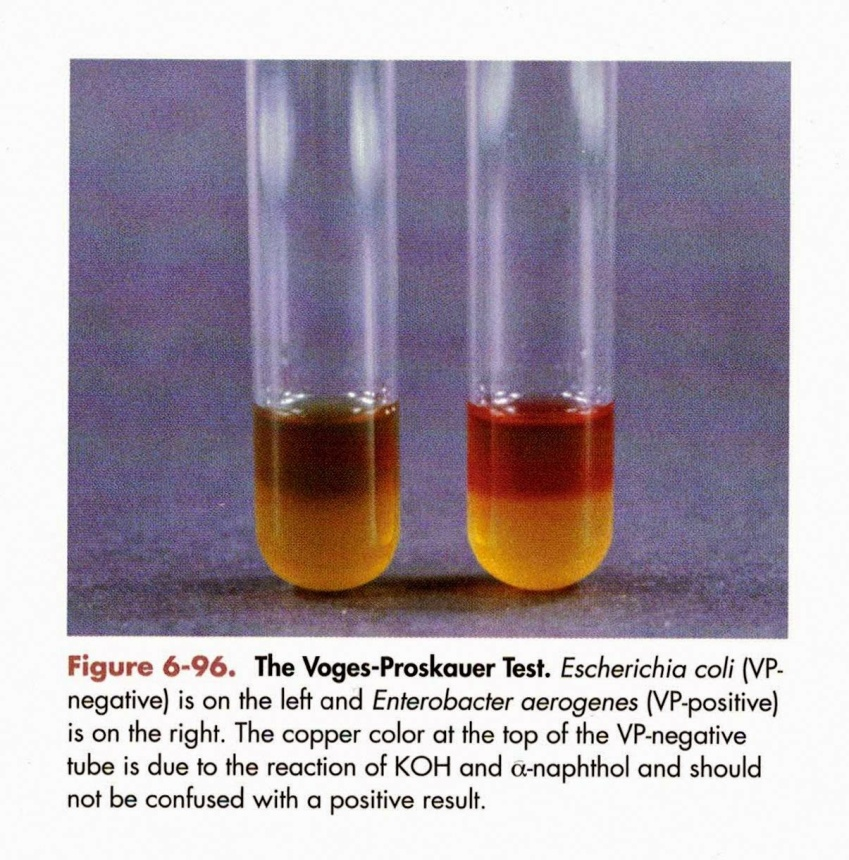 Figure 6-96. The Voges-Proskauer Test. Escherichia coli (VP-
negative) is on the left and Enterobacter aerogenes (VP-positive)
is on the right. The copper color at the top of the VP-negative
tube is due to the reaction of KOH and α-naphthol and should
not be confused with a positive result.